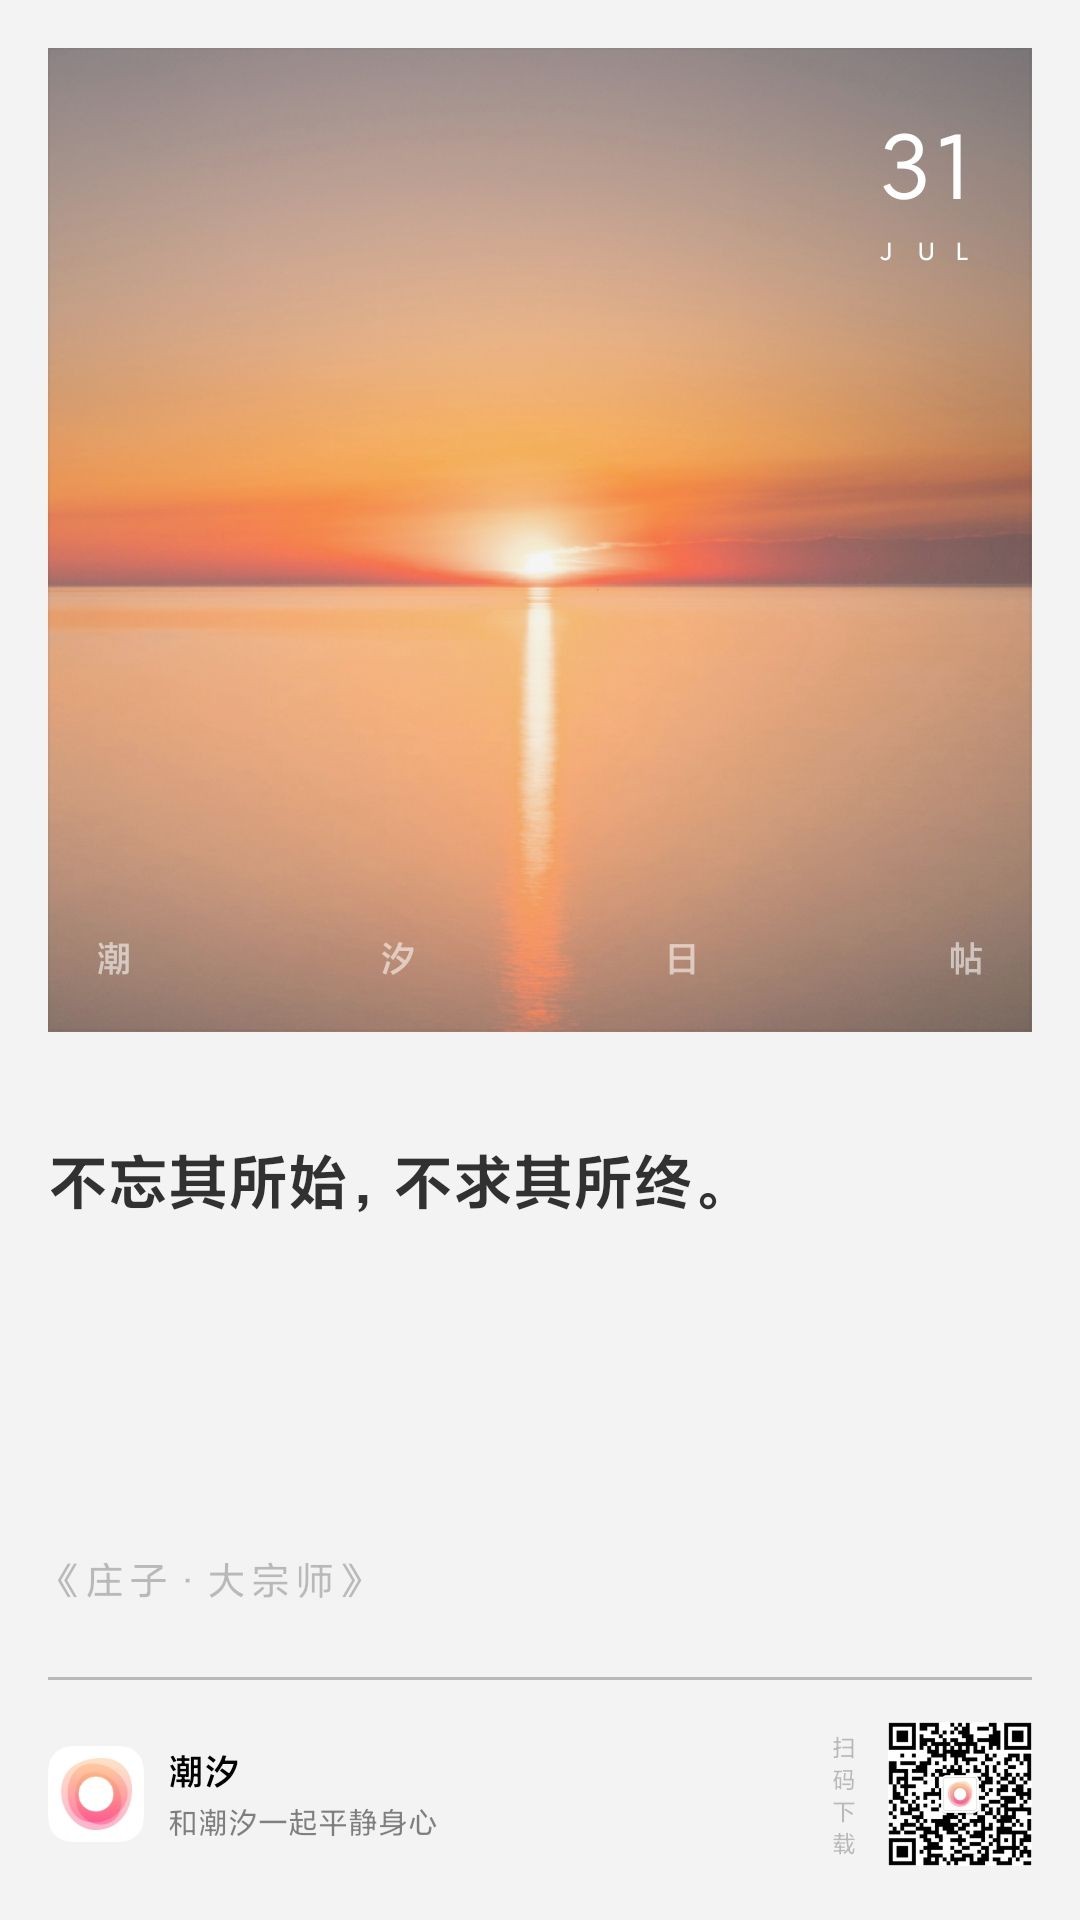 31
JUL
潮汐日帖
不忘其所始，不求其所终。
《庄子·大宗师》
潮汐
和潮汐一起平静身心
扫码下载